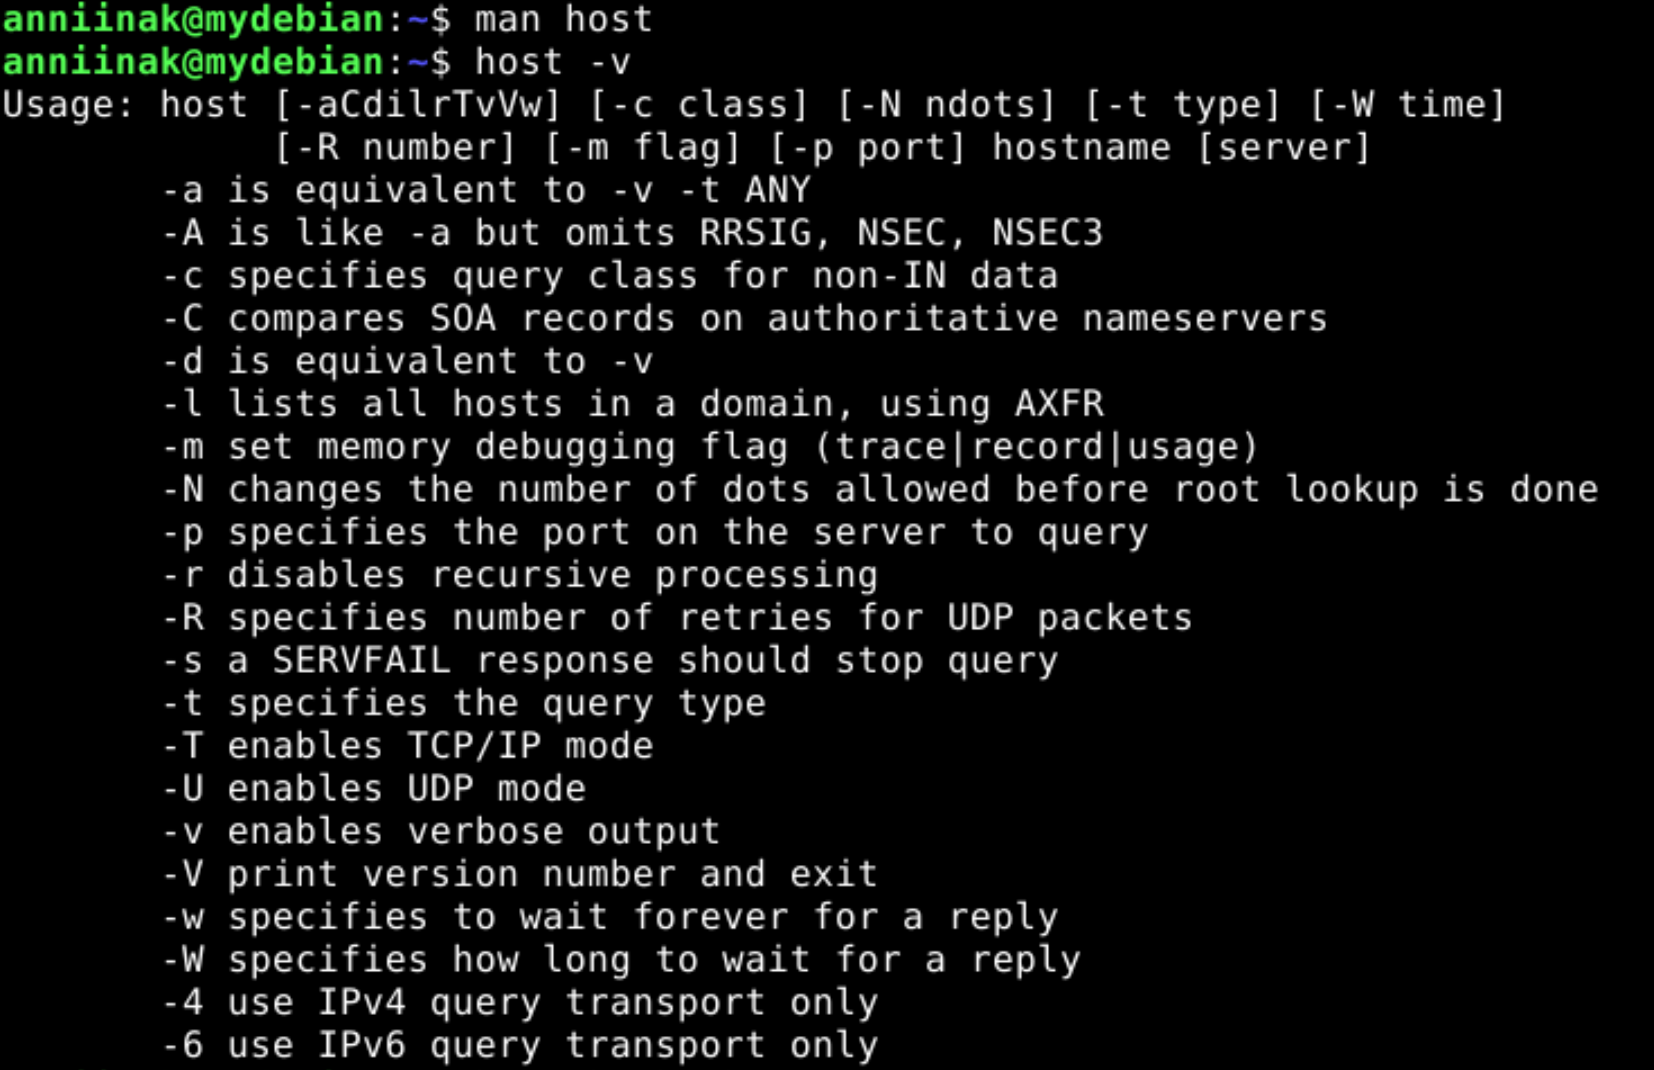 anniinak@mydebian:~$ man host
anniinak@mydebian:~$ host -v
Usage: host [-aCdilrTvVw] [-c class] [-N ndots] [-t type] [-W time]
            [-R number] [-m flag] [-p port] hostname [server]
       -a is equivalent to -v -t ANY
       -A is like -a but omits RRSIG, NSEC, NSEC3
       -c specifies query class for non-IN data
       -C compares SOA records on authoritative nameservers
       -d is equivalent to -v
       -l lists all hosts in a domain, using AXFR
       -m set memory debugging flag (trace|record|usage)
       -N changes the number of dots allowed before root lookup is done
       -p specifies the port on the server to query
       -r disables recursive processing
       -R specifies number of retries for UDP packets
       -s a SERVFAIL response should stop query
       -t specifies the query type
       -T enables TCP/IP mode
       -U enables UDP mode
       -v enables verbose output
       -V print version number and exit
       -w specifies to wait forever for a reply
       -W specifies how long to wait for a reply
       -4 use IPv4 query transport only
       -6 use IPv6 query transport only